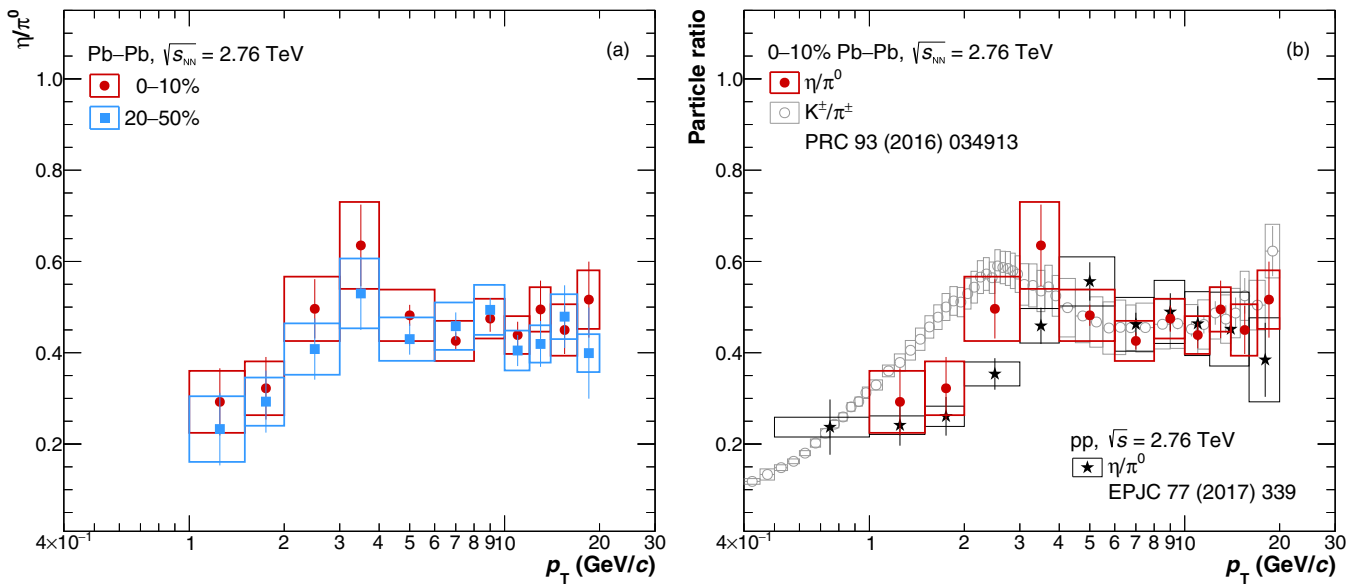 η/π⁰
Pb–Pb, √s_NN = 2.76 TeV
(a)
0–10%
20–50%
1.0
0.8
0.6
0.4
0.2
4×10⁻¹ 1 2 3 4 5 6 7 8 9 10 20 30
p_T (GeV/c)
Particle ratio
0–10% Pb–Pb, √s_NN = 2.76 TeV
(b)
η/π⁰
K±/π±
PRC 93 (2016) 034913
1.0
0.8
0.6
0.4
0.2
pp, √s = 2.76 TeV
η/π⁰
EPJC 77 (2017) 339
4×10⁻¹ 1 2 3 4 5 6 7 8 9 10 20 30
p_T (GeV/c)